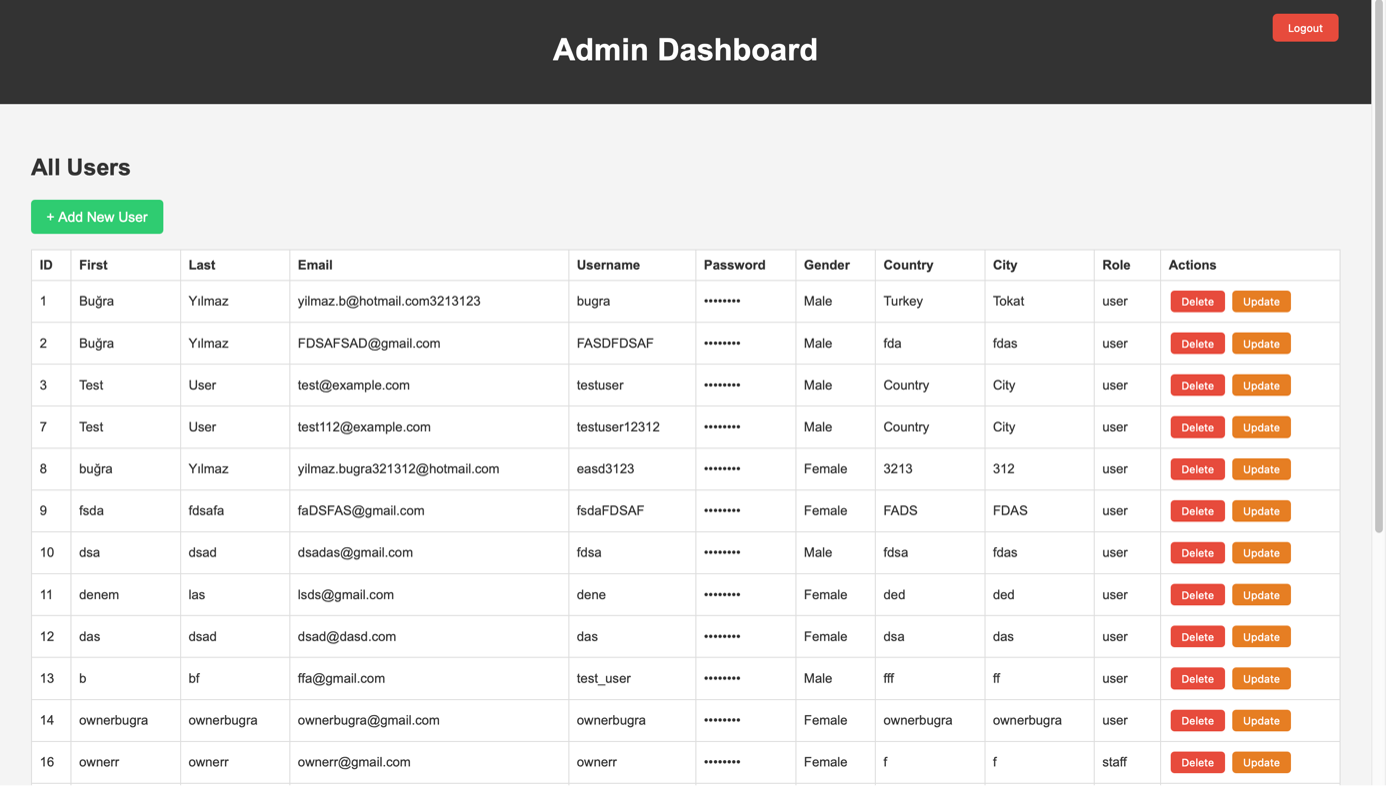 Logout
Admin Dashboard
All Users
+ Add New User
ID First Last Email Username Password Gender Country City Role Actions
1 Buğra Yılmaz yilmaz.b@hotmail.com3213123 bugra •••••••• Male Turkey Tokat user Delete Update
2 Buğra Yılmaz FDSAFSAD@gmail.com FASDFDSAF •••••••• Male fda fdas user Delete Update
3 Test User test@example.com testuser •••••••• Male Country City user Delete Update
7 Test User test112@example.com testuser12312 •••••••• Male Country City user Delete Update
8 buğra Yılmaz yilmaz.bugra321312@hotmail.com easd3123 •••••••• Female 3213 312 user Delete Update
9 fsda fdsafa faDSFAS@gmail.com fsdaFDSAF •••••••• Female FADS FDAS user Delete Update
10 dsa dsad dsadas@gmail.com fdsa •••••••• Male fdsa fdas user Delete Update
11 denem las lsds@gmail.com dene •••••••• Female ded ded user Delete Update
12 das dsad dsad@dasd.com das •••••••• Female dsa das user Delete Update
13 b bf ffa@gmail.com test_user •••••••• Male fff ff user Delete Update
14 ownerbugra ownerbugra ownerbugra@gmail.com ownerbugra •••••••• Female ownerbugra ownerbugra user Delete Update
16 ownerr ownerr ownerr@gmail.com ownerr •••••••• Female f f staff Delete Update